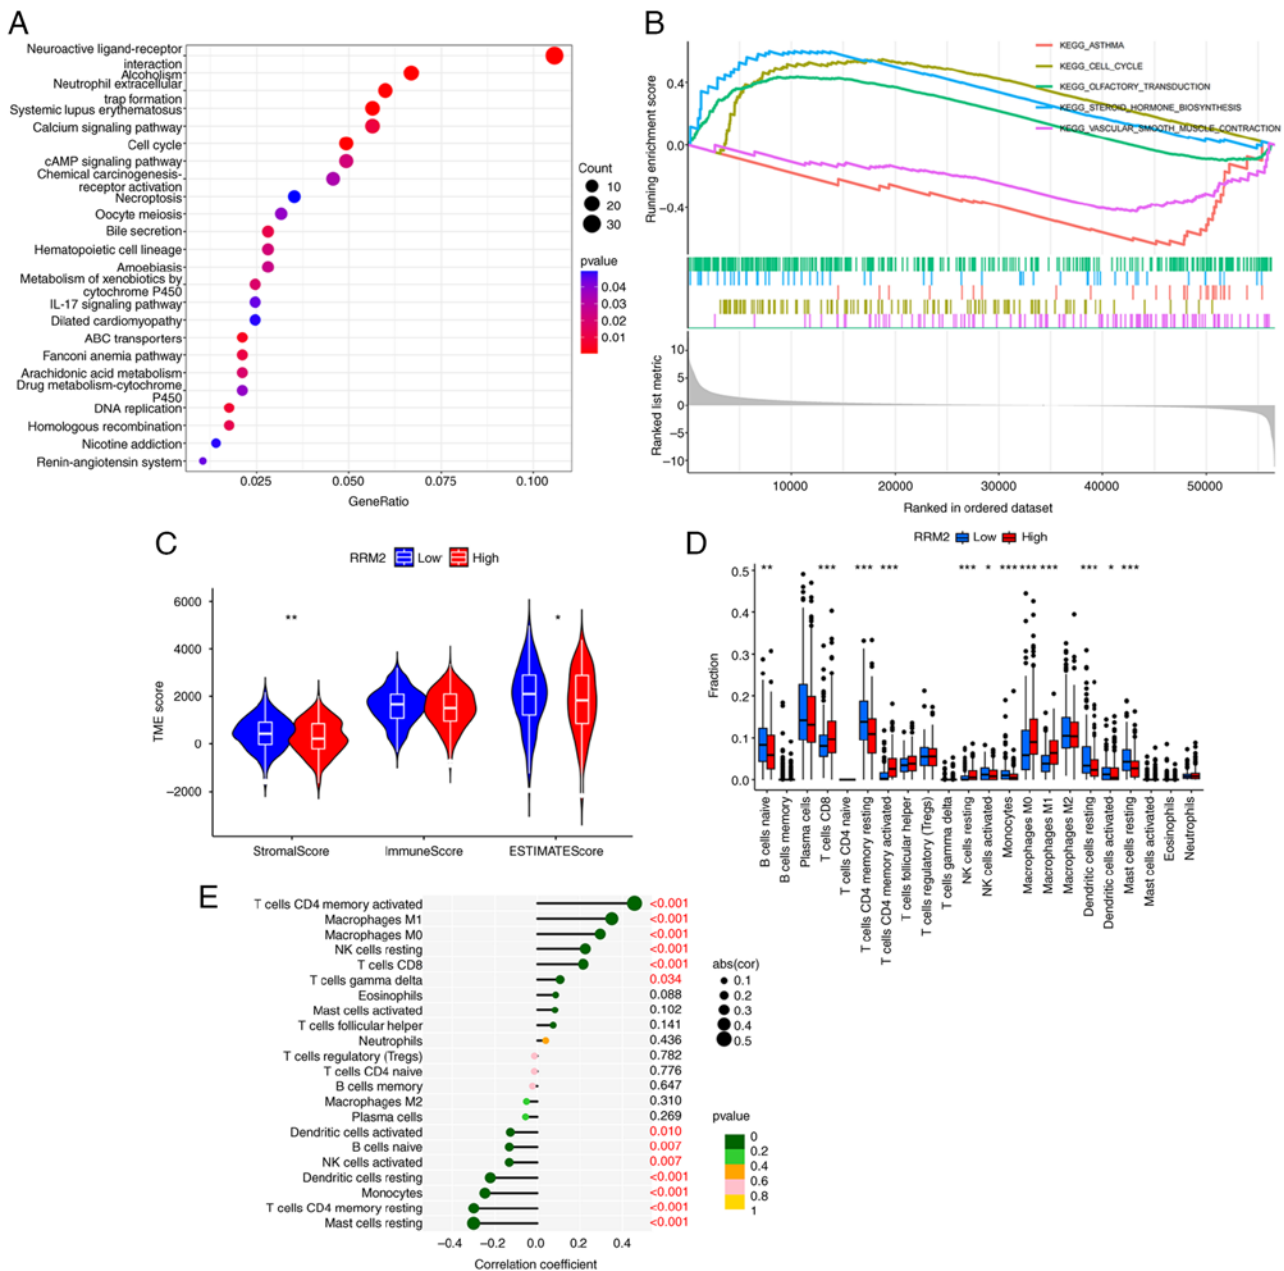 A
Neuroactive ligand-receptor
interaction
Alcoholism
Neutrophil extracellular
trap formation
Systemic lupus erythematosus
Calcium signaling pathway
Cell cycle
cAMP signaling pathway
Chemical carcinogenesis-
receptor activation
Necroptosis
Oocyte meiosis
Bile secretion
Hematopoietic cell lineage
Amoebiasis
Metabolism of xenobiotics by
cytochrome P450
IL-17 signaling pathway
Dilated cardiomyopathy
ABC transporters
Fanconi anemia pathway
Arachidonic acid metabolism
Drug metabolism-cytochrome
P450
DNA replication
Homologous recombination
Nicotine addiction
Renin-angiotensin system
0.025 0.050 0.075 0.100
GeneRatio
Count
10
20
30
pvalue
0.04
0.03
0.02
0.01
B
KEGG_ASTHMA
KEGG_CELL_CYCLE
KEGG_OLFACTORY_TRANSDUCTION
KEGG_STEROID_HORMONE_BIOSYNTHESIS
KEGG_VASCULAR_SMOOTH_MUSCLE_CONTRACTION
Running enrichment score
0.4
0.0
−0.4
Ranked list metric
10
5
0
−5
−10
10000 20000 30000 40000 50000
Ranked in ordered dataset
C
RRM2 Low High
TME score
6000
4000
2000
0
−2000
** *
StromalScore ImmuneScore ESTIMATEScore
D
RRM2 Low High
Fraction
0.5
0.4
0.3
0.2
0.1
0.0
** *** *** *** *** * *** *** *** *** * ***
B cells naive
B cells memory
Plasma cells
T cells CD8
T cells CD4 naive
T cells CD4 memory resting
T cells CD4 memory activated
T cells follicular helper
T cells regulatory (Tregs)
T cells gamma delta
NK cells resting
NK cells activated
Monocytes
Macrophages M0
Macrophages M1
Macrophages M2
Dendritic cells resting
Dendritic cells activated
Mast cells resting
Mast cells activated
Eosinophils
Neutrophils
E
T cells CD4 memory activated <0.001
Macrophages M1 <0.001
Macrophages M0 <0.001
NK cells resting <0.001
T cells CD8 <0.001
T cells gamma delta 0.034
Eosinophils 0.088
Mast cells activated 0.102
T cells follicular helper 0.141
Neutrophils 0.436
T cells regulatory (Tregs) 0.782
T cells CD4 naive 0.776
B cells memory 0.647
Macrophages M2 0.310
Plasma cells 0.269
Dendritic cells activated 0.010
B cells naive 0.007
NK cells activated 0.007
Dendritic cells resting <0.001
Monocytes <0.001
T cells CD4 memory resting <0.001
Mast cells resting <0.001
−0.4 −0.2 0.0 0.2 0.4
Correlation coefficient
abs(cor)
0.1
0.2
0.3
0.4
0.5
pvalue
0
0.2
0.4
0.6
0.8
1